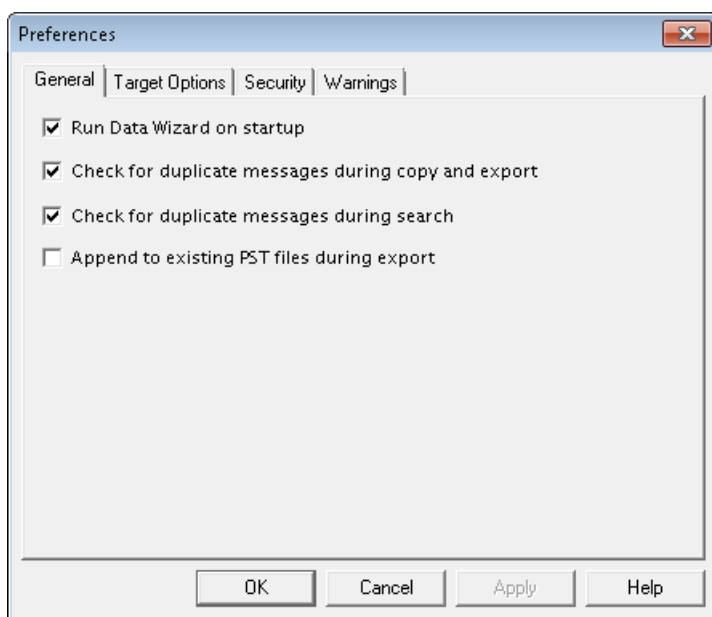 Preferences
General
Target Options
Security
Warnings
Run Data Wizard on startup
Check for duplicate messages during copy and export
Check for duplicate messages during search
Append to existing PST files during export
OK
Cancel
Apply
Help